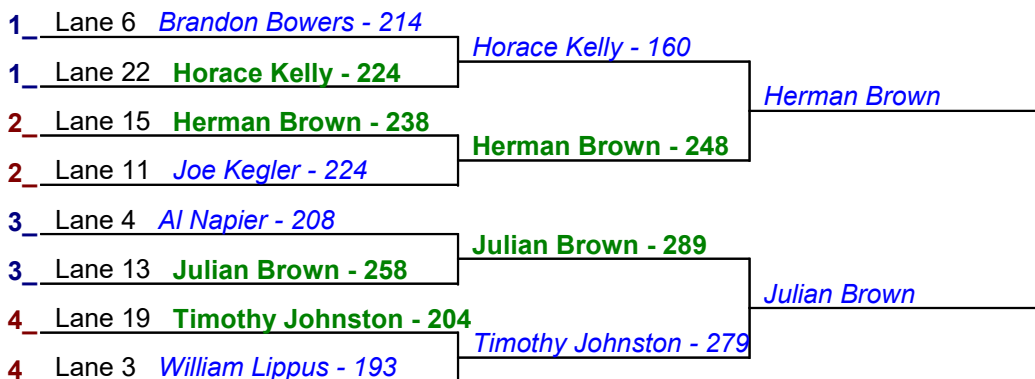 1_ Lane 6 Brandon Bowers - 214
Horace Kelly - 160
1_ Lane 22 Horace Kelly - 224
Herman Brown
2_ Lane 15 Herman Brown - 238
Herman Brown - 248
2_ Lane 11 Joe Kegler - 224
3_ Lane 4 Al Napier - 208
Julian Brown - 289
3_ Lane 13 Julian Brown - 258
Julian Brown
4_ Lane 19 Timothy Johnston - 204
Timothy Johnston - 279
4 Lane 3 William Lippus - 193